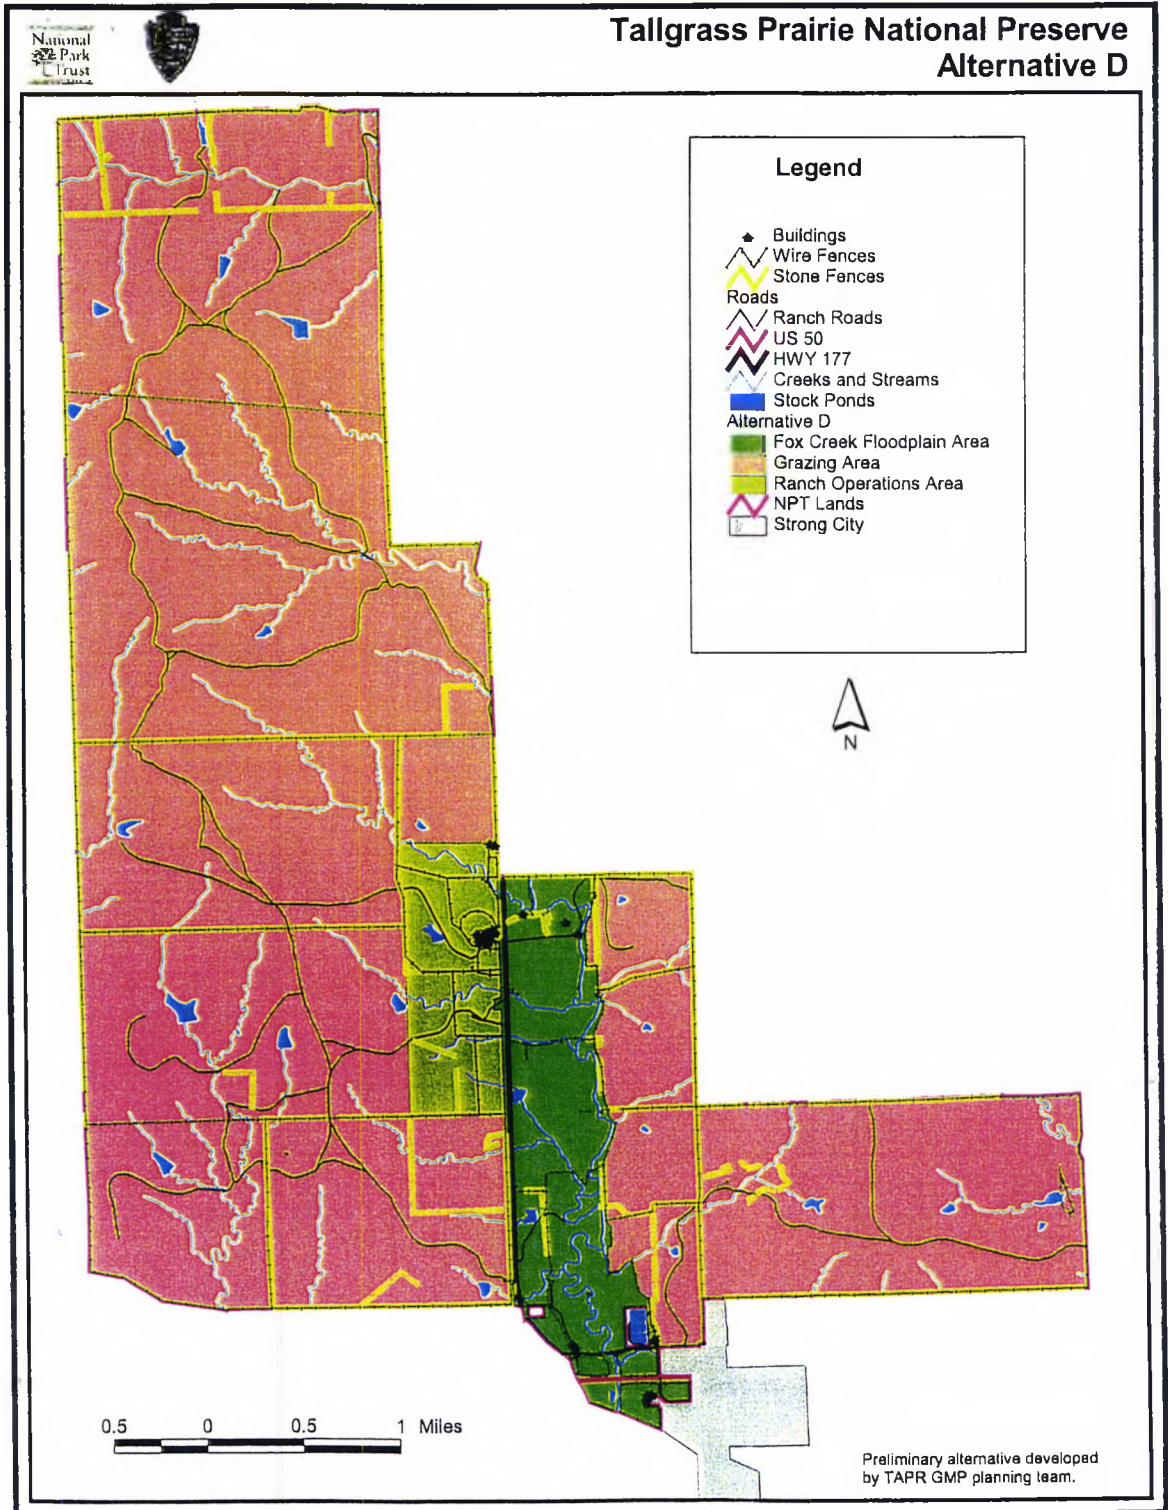 National
Park
Trust
Tallgrass Prairie National Preserve
Alternative D
Legend
Buildings
Wire Fences
Stone Fences
Roads
Ranch Roads
US 50
HWY 177
Creeks and Streams
Stock Ponds
Alternative D
Fox Creek Floodplain Area
Grazing Area
Ranch Operations Area
NPT Lands
Strong City
N
0.5 0 0.5 1 Miles
Preliminary alternative developed
by TAPR GMP planning team.